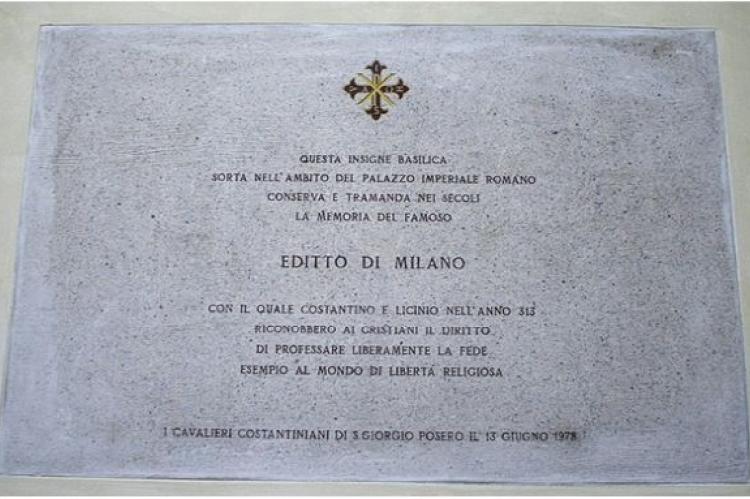 QUESTA INSIGNE BASILICA
SORTA NELL'AMBITO DEL PALAZZO IMPERIALE ROMANO
CONSERVA E TRAMANDA NEI SECOLI
LA MEMORIA DEL FAMOSO
EDITTO DI MILANO
CON IL QUALE COSTANTINO E LICINIO NELL'ANNO 313
RICONOBBERO AI CRISTIANI IL DIRITTO
DI PROFESSARE LIBERAMENTE LA FEDE
ESEMPIO AL MONDO DI LIBERTÀ RELIGIOSA
I CAVALIERI COSTANTINIANI DI S.GIORGIO POSERO IL 13 GIUGNO 1978